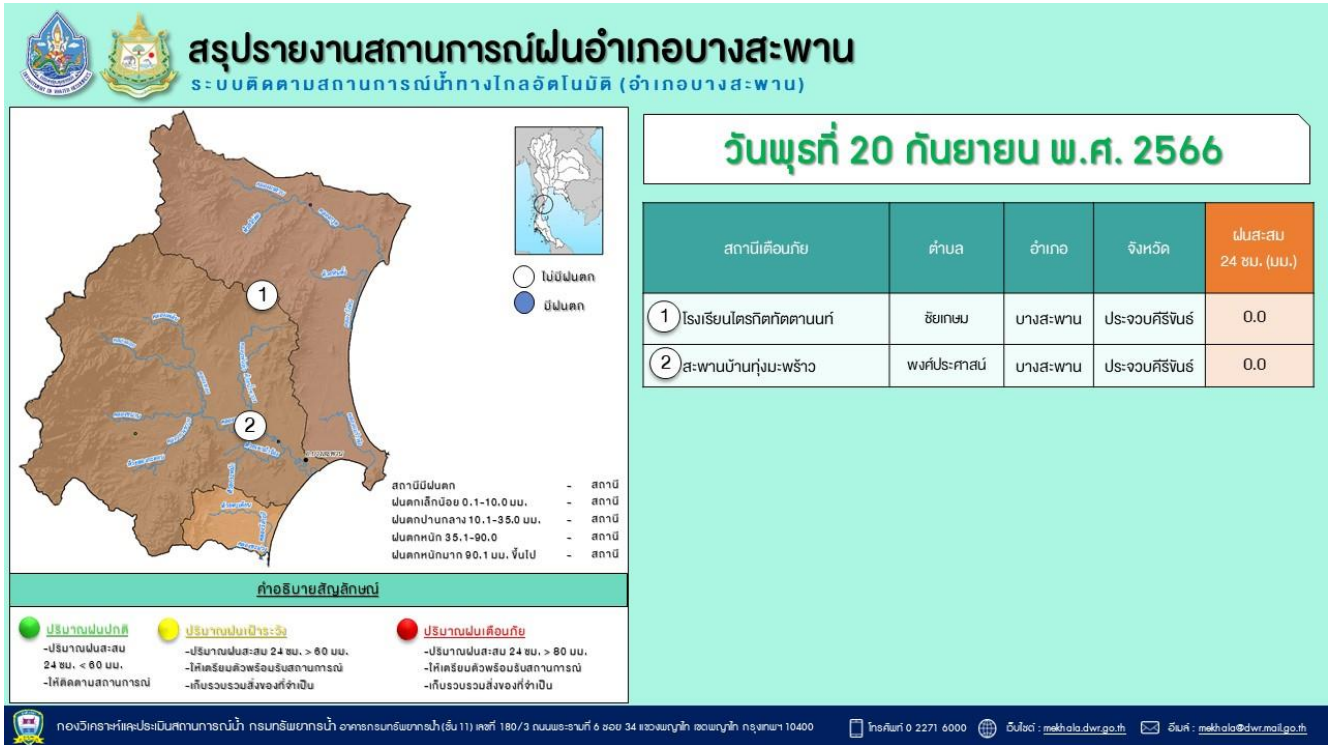 สรุปรายงานสถานการณ์ฝนอำเภอบางสะพาน
ระบบติดตามสถานการณ์น้ำทางไกลอัตโนมัติ (อำเภอบางสะพาน)
ไม่มีฝนตก
มีฝนตก
1
2
สถานีมีฝนตก - สถานี
ฝนตกเล็กน้อย 0.1-10.0 มม. - สถานี
ฝนตกปานกลาง 10.1-35.0 มม. - สถานี
ฝนตกหนัก 35.1-90.0 - สถานี
ฝนตกหนักมาก 90.1 มม. ขึ้นไป - สถานี
คำอธิบายสัญลักษณ์
ปริมาณฝนปกติ
-ปริมาณฝนสะสม
24 ชม. < 60 มม.
-ให้ติดตามสถานการณ์
ปริมาณฝนเฝ้าระวัง
-ปริมาณฝนสะสม 24 ชม. > 60 มม.
-ให้เตรียมตัวพร้อมรับสถานการณ์
-เก็บรวบรวมสิ่งของที่จำเป็น
ปริมาณฝนเตือนภัย
-ปริมาณฝนสะสม 24 ชม. > 80 มม.
-ให้เตรียมตัวพร้อมรับสถานการณ์
-เก็บรวบรวมสิ่งของที่จำเป็น
วันพุธที่ 20 กันยายน พ.ศ. 2566
สถานีเตือนภัย ตำบล อำเภอ จังหวัด ฝนสะสม
24 ชม. (มม.)
1 โรงเรียนไตรกิตทัตตานนท์ ชัยเกษม บางสะพาน ประจวบคีรีขันธ์ 0.0
2 สะพานบ้านทุ่งมะพร้าว พงศ์ประศาสน์ บางสะพาน ประจวบคีรีขันธ์ 0.0
กองวิเคราะห์และประเมินสถานการณ์น้ำ กรมทรัพยากรน้ำ อาคารกรมทรัพยากรน้ำ (ชั้น 11) เลขที่ 180/3 ถนนพระรามที่ 6 ซอย 34 แขวงพญาไท เขตพญาไท กรุงเทพฯ 10400 โทรศัพท์ 0 2271 6000 เว็บไซต์ : mekhala.dwr.go.th อีเมล์ : mekhala@dwr.mail.go.th